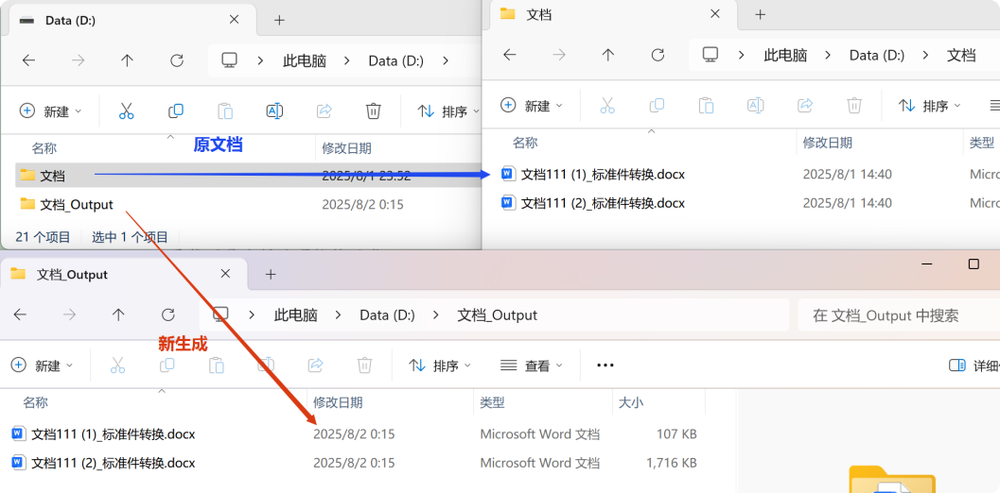 Data (D:)
此电脑 > Data (D:) >
新建 排序
名称 修改日期
原文档
文档 2025/8/1 23:52
文档_Output 2025/8/2 0:15
21 个项目 选中 1 个项目
文档
此电脑 > Data (D:) > 文档
新建 排序
名称 修改日期 类型
文档111 (1)_标准件转换.docx 2025/8/1 14:40
文档111 (2)_标准件转换.docx 2025/8/1 14:40
文档_Output
此电脑 > Data (D:) > 文档_Output 在 文档_Output 中搜索
新生成
新建 排序 查看 ··· 详细
名称 修改日期 类型 大小
文档111 (1)_标准件转换.docx 2025/8/2 0:15 Microsoft Word 文档 107 KB
文档111 (2)_标准件转换.docx 2025/8/2 0:15 Microsoft Word 文档 1,716 KB